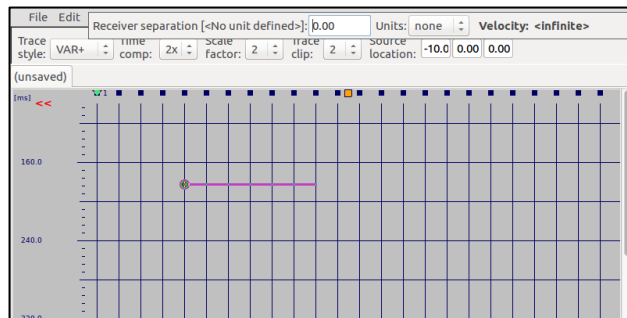 File Edit
Receiver separation [<No unit defined>]: 0.00 Units: none Velocity: <infinite>
Trace style: VAR+ Time comp: 2x Scale factor: 2 Trace clip: 2 Source location: -10.0 0.00 0.00
(unsaved)
[ms] <<
160.0
240.0
320.0